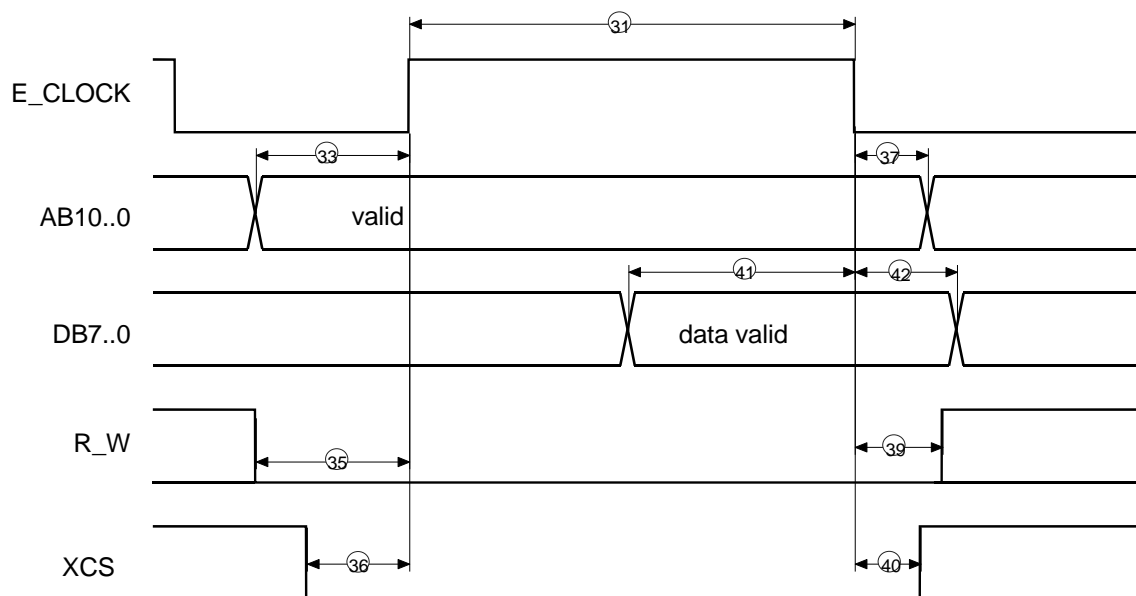 31
E_CLOCK
33
37
AB10..0
valid
41
42
DB7..0
data valid
R_W
35
39
XCS
36
40